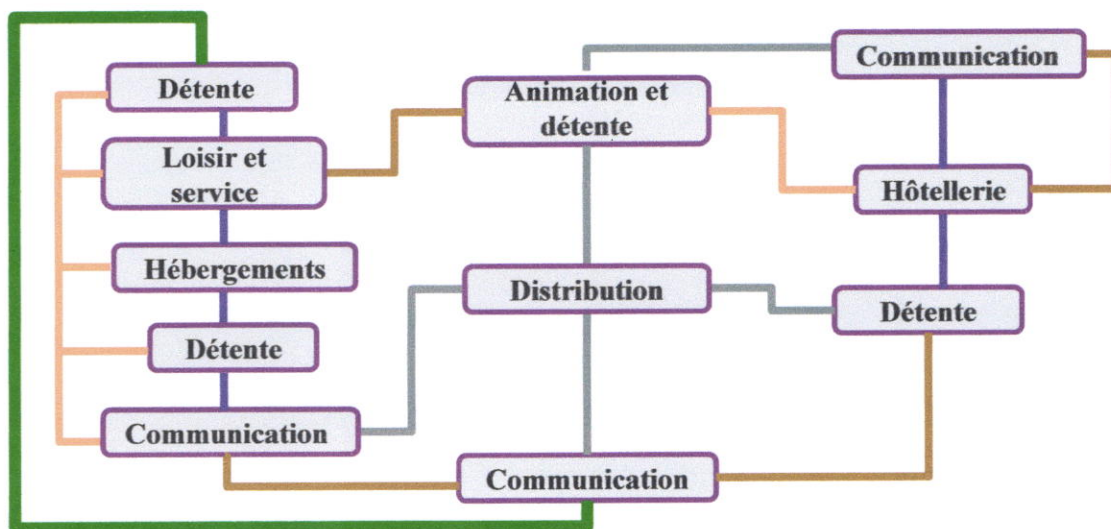 Détente
Loisir et
service
Hébergements
Détente
Communication
Animation et
détente
Distribution
Communication
Communication
Hôtellerie
Détente